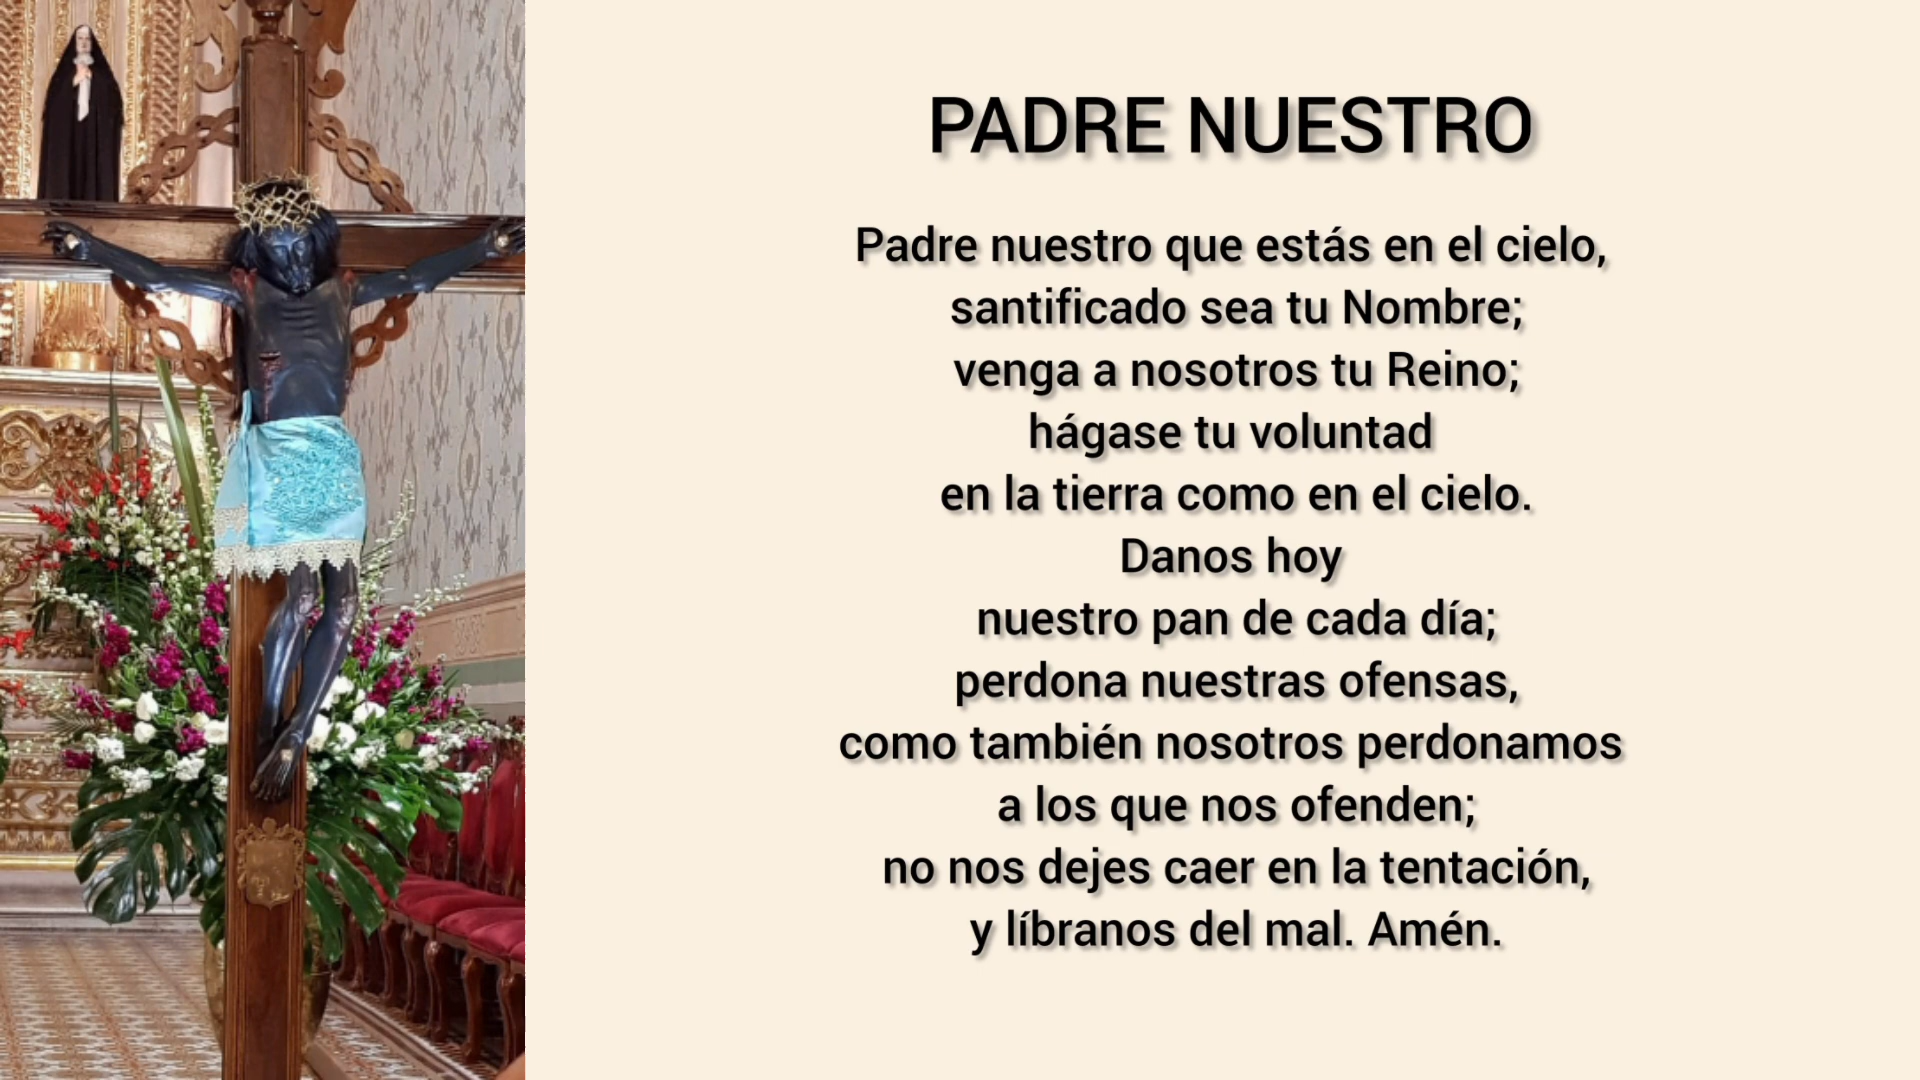 PADRE NUESTRO
Padre nuestro que estás en el cielo,
santificado sea tu Nombre;
venga a nosotros tu Reino;
hágase tu voluntad
en la tierra como en el cielo.
Danos hoy
nuestro pan de cada día;
perdona nuestras ofensas,
como también nosotros perdonamos
a los que nos ofenden;
no nos dejes caer en la tentación,
y líbranos del mal. Amén.